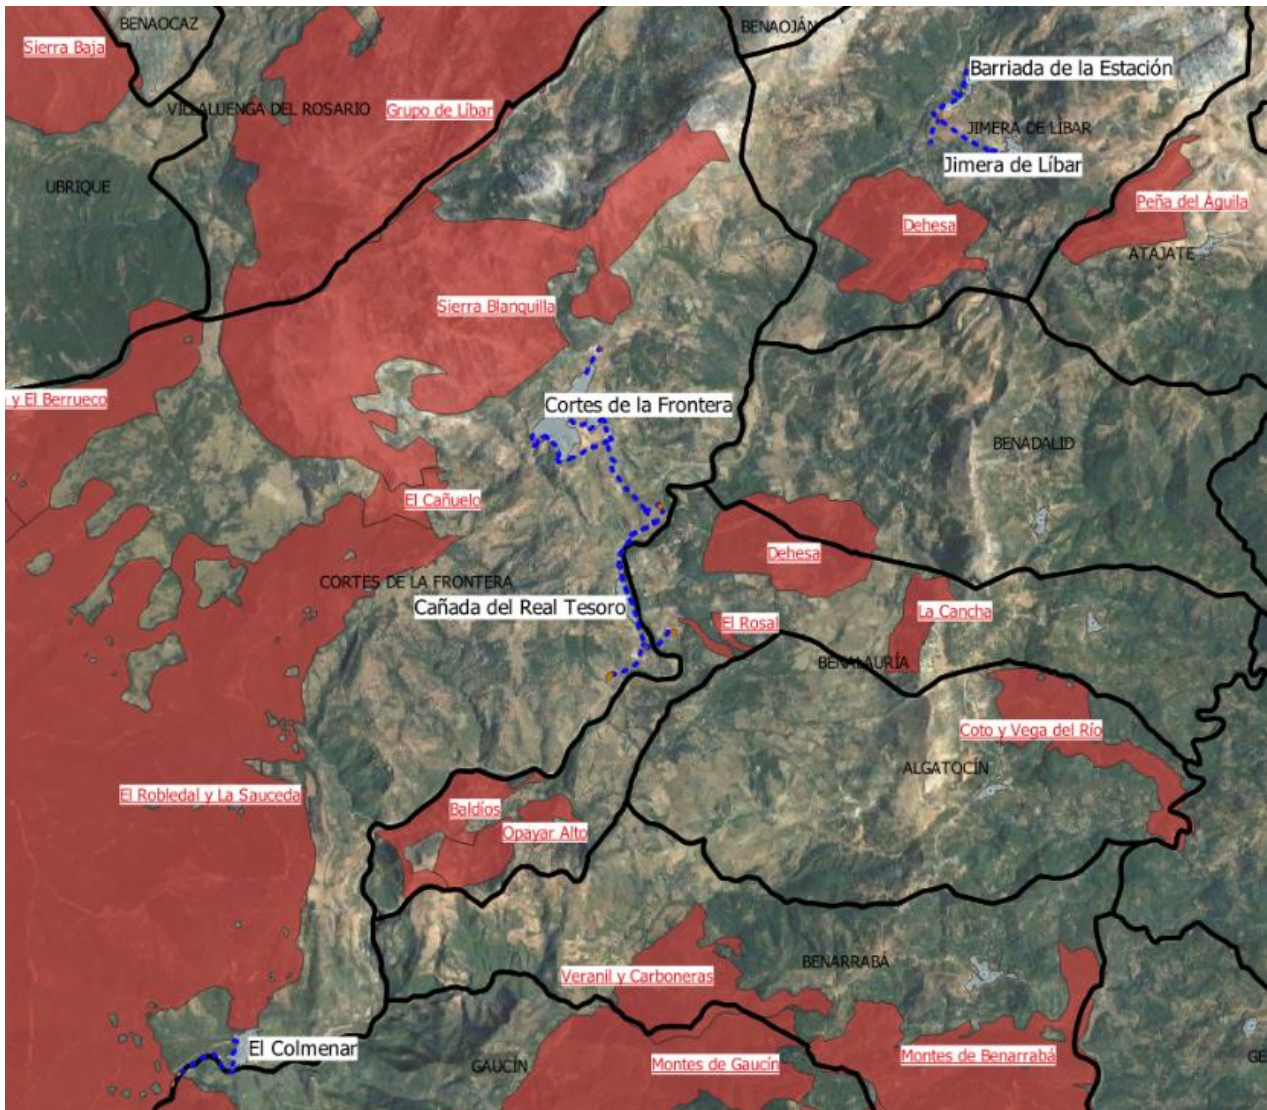 BENAOCAZ
BENAOJÁN
Sierra Baja
Barriada de la Estación
VILLALUENGA DEL ROSARIO
Grupo de Líbar
JIMERA DE LÍBAR
Jimera de Líbar
UBRIQUE
Peña del Águila
Dehesa
ATAJATE
Sierra Blanquilla
y El Berrueco
Cortes de la Frontera
BENADALID
El Cañuelo
Dehesa
CORTES DE LA FRONTERA
Cañada del Real Tesoro
La Cancha
El Rosal
BENALAURÍA
Coto y Vega del Río
ALGATOCÍN
El Robledal y La Sauceda
Baldíos
Opayar Alto
BENARRABÁ
Veranil y Carboneras
El Colmenar
GAUCÍN
Montes de Gaucín
Montes de Benarrabá
GE